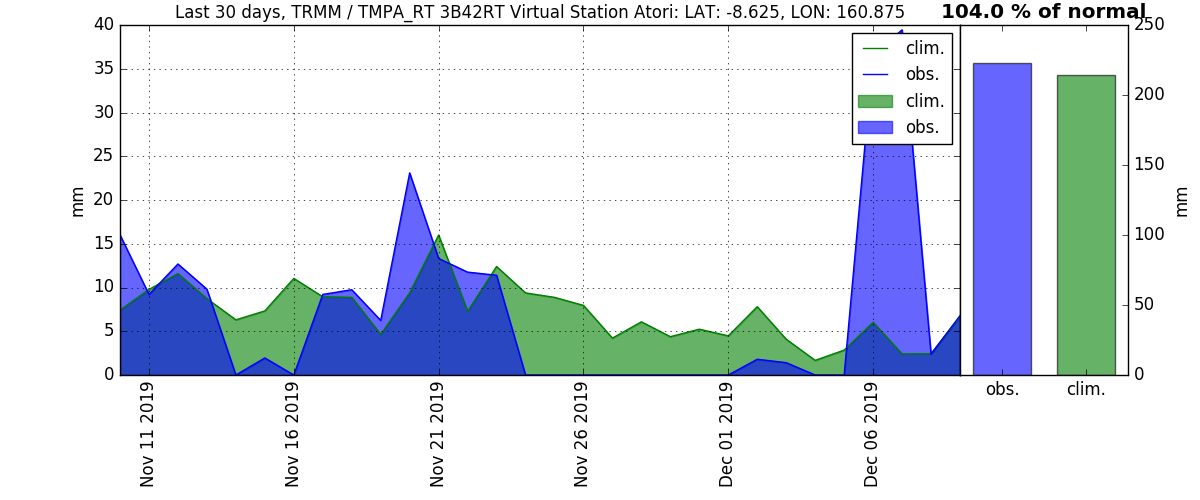 Last 30 days, TRMM / TMPA_RT 3B42RT Virtual Station Atori: LAT: -8.625, LON: 160.875
104.0 % of normal
40
35
30
25
20
15
10
5
0
mm
clim.
obs.
clim.
obs.
250
200
150
100
50
0
mm
obs.
clim.
Nov 11 2019
Nov 16 2019
Nov 21 2019
Nov 26 2019
Dec 01 2019
Dec 06 2019